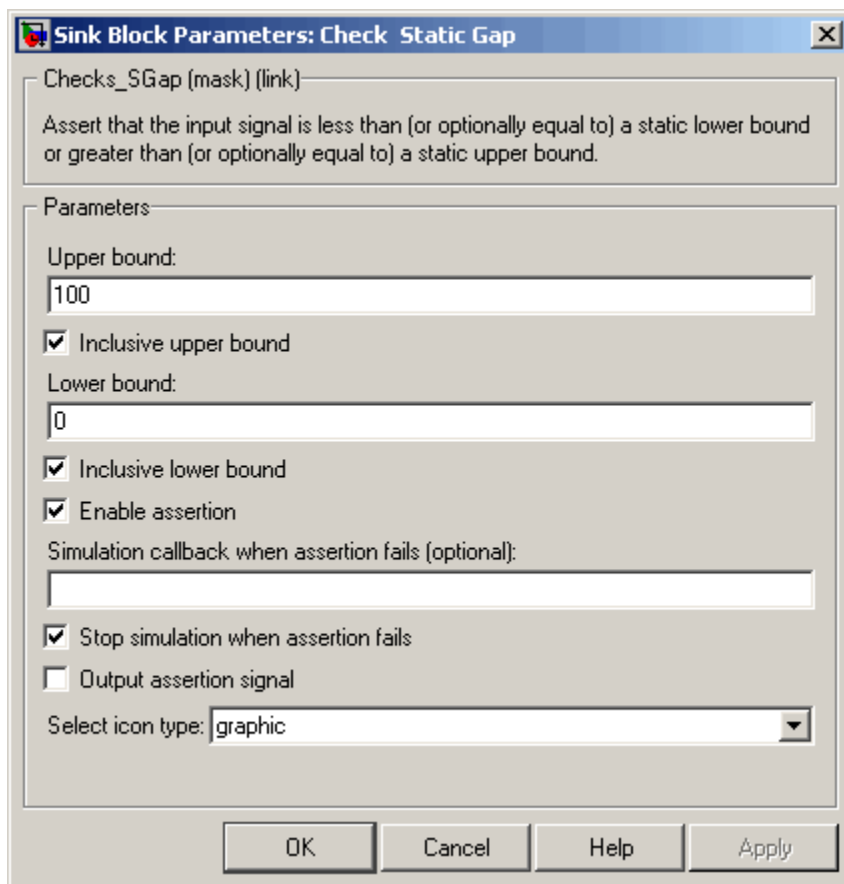 Sink Block Parameters: Check  Static Gap
Checks_SGap (mask) (link)
Assert that the input signal is less than (or optionally equal to) a static lower bound
or greater than (or optionally equal to) a static upper bound.
Parameters
Upper bound:
100
Inclusive upper bound
Lower bound:
0
Inclusive lower bound
Enable assertion
Simulation callback when assertion fails (optional):
Stop simulation when assertion fails
Output assertion signal
Select icon type: graphic
OK Cancel Help Apply